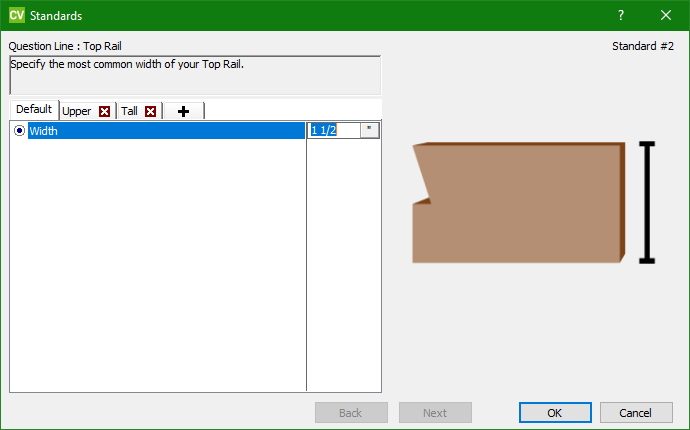 CV Standards ?
Question Line : Top Rail Standard #2
Specify the most common width of your Top Rail.
Default Upper Tall
Width 1 1/2 "
Back Next OK Cancel